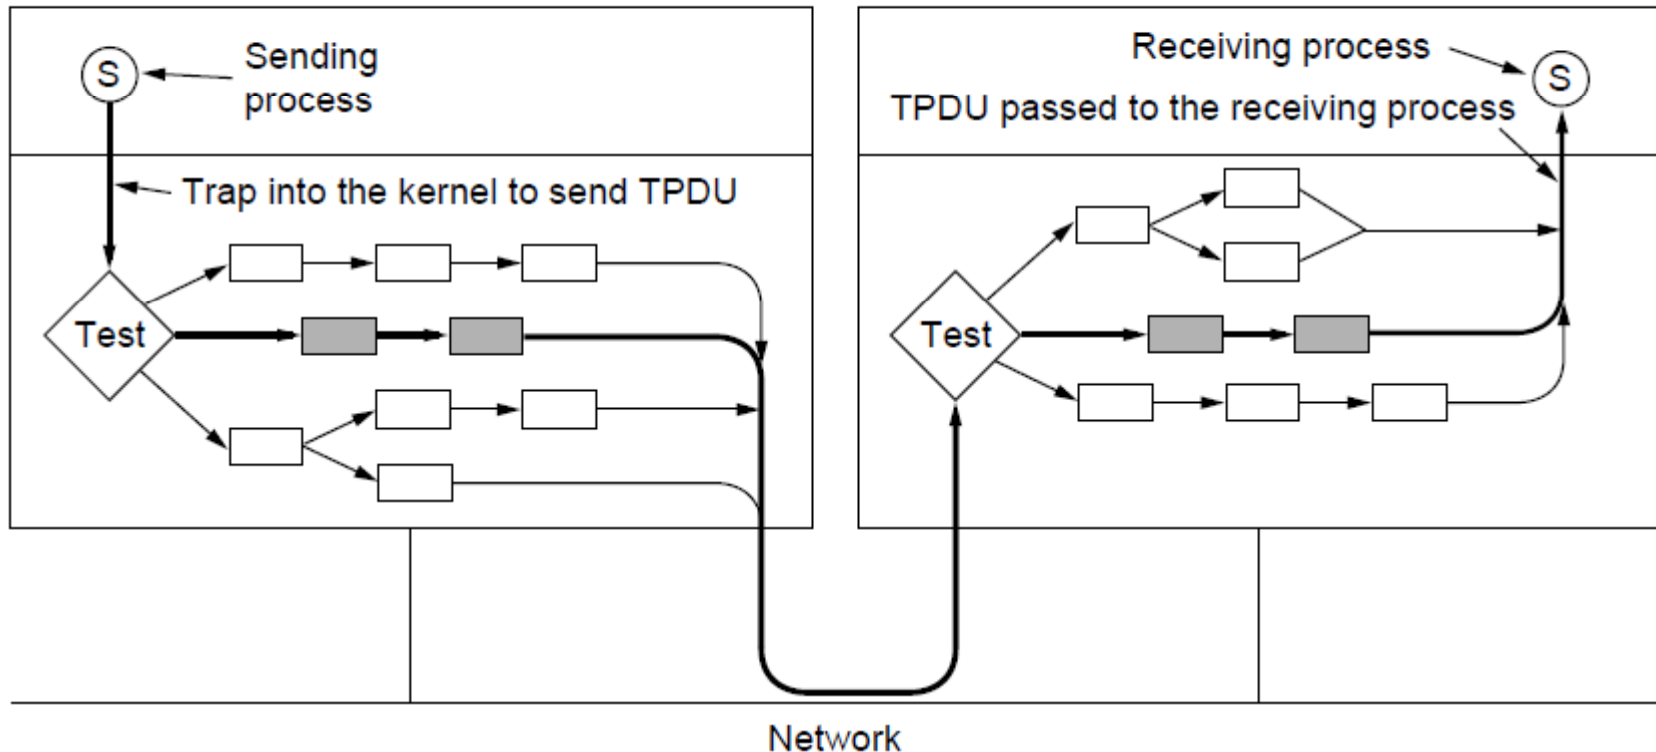 S
Sending
process
Trap into the kernel to send TPDU
Test
Receiving process
S
TPDU passed to the receiving process
Test
Network